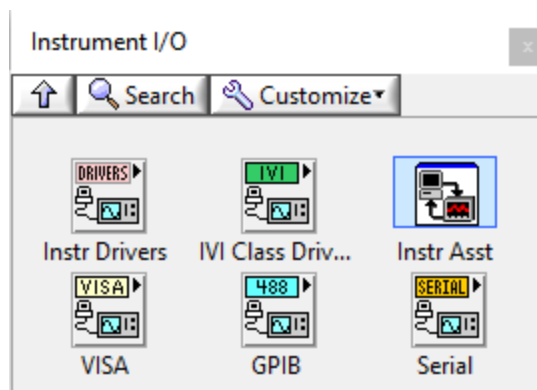 Instrument I/O
x
Search Customize
DRIVERS IVI
Instr Drivers IVI Class Driv... Instr Asst
VISA 488 SERIAL
VISA GPIB Serial